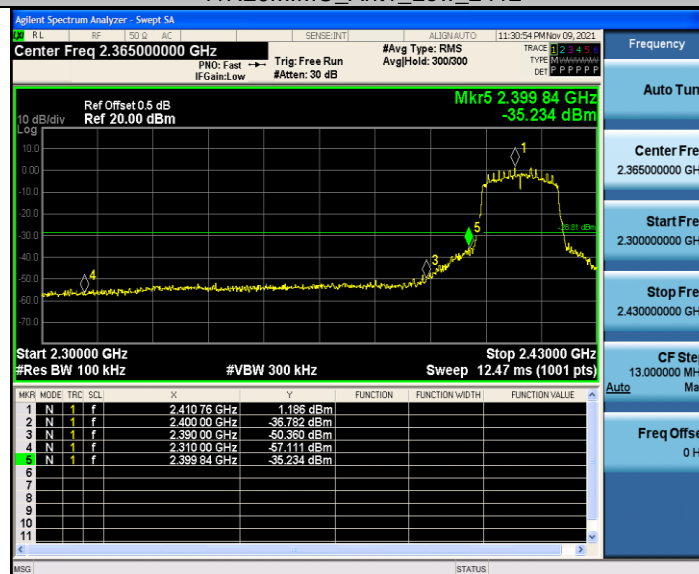 Agilent Spectrum Analyzer - Swept SA
RL RF 50 Ω AC SENSE:INT ALIGNAUTO 11:30:54 PM Nov 09, 2021
Center Freq 2.365000000 GHz
PNO: Fast
IFGain:Low
Trig: Free Run
#Atten: 30 dB
#Avg Type: RMS
Avg|Hold: 300/300
TRACE 1 2 3 4 5 6
TYPE M
DET P P P P P P
Ref Offset 0.5 dB
10 dB/div Ref 20.00 dBm
Log
Mkr5 2.399 84 GHz
-35.234 dBm
10.0
0.00
-10.0
-20.0
-30.0
-40.0
-50.0
-60.0
-70.0
1
5
3
4
Start 2.30000 GHz Stop 2.43000 GHz
#Res BW 100 kHz #VBW 300 kHz Sweep 12.47 ms (1001 pts)
MKR MODE TRC SCL X Y FUNCTION FUNCTION WIDTH FUNCTION VALUE
1 N 1 f 2.410 76 GHz 1.186 dBm
2 N 1 f 2.400 00 GHz -36.782 dBm
3 N 1 f 2.390 00 GHz -50.360 dBm
4 N 1 f 2.310 00 GHz -57.111 dBm
5 N 1 f 2.399 84 GHz -35.234 dBm
6
7
8
9
10
11
MSG STATUS
Frequency
Auto Tun
Center Fre
2.365000000 GH
Start Fre
2.300000000 GH
Stop Fre
2.430000000 GH
CF Ste
13.000000 MH
Auto Ma
Freq Offse
0 H